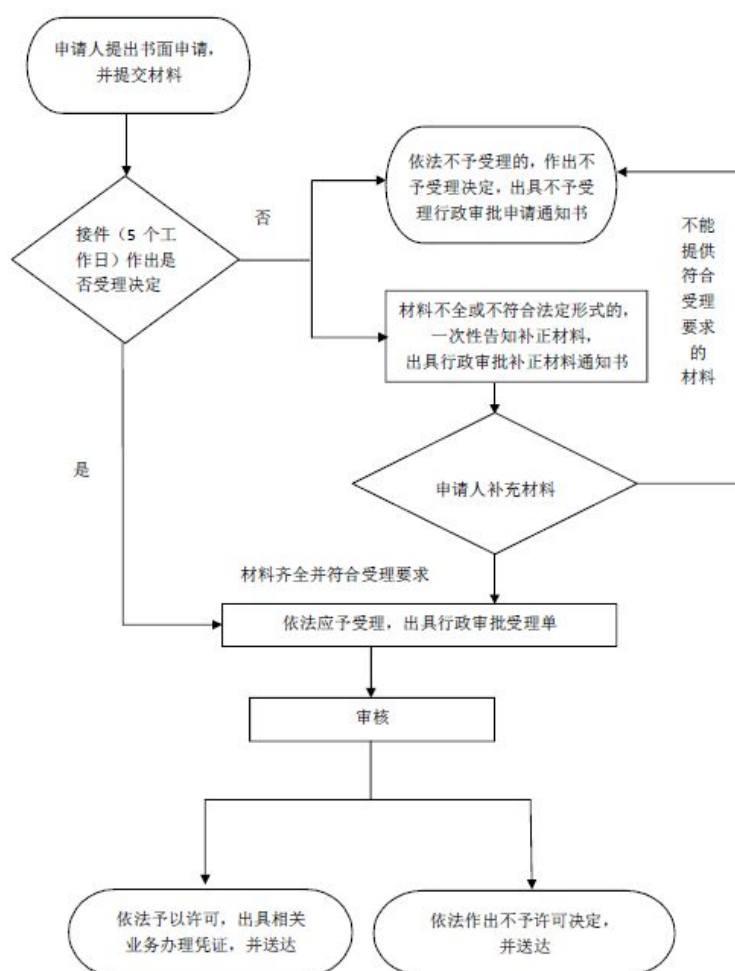 申请人提出书面申请，
并提交材料
依法不予受理的，作出不
予受理决定，出具不予受
理行政审批申请通知书
否
接件（5 个工
作日）作出是
否受理决定
不能
提供
符合
受理
要求
的
材料
材料不全或不符合法定形式的，
一次性告知补正材料，
出具行政审批补正材料通知书
是
申请人补充材料
材料齐全并符合受理要求
依法应予受理，出具行政审批受理单
审核
依法予以许可，出具相关
业务办理凭证，并送达
依法作出不予许可决定，
并送达